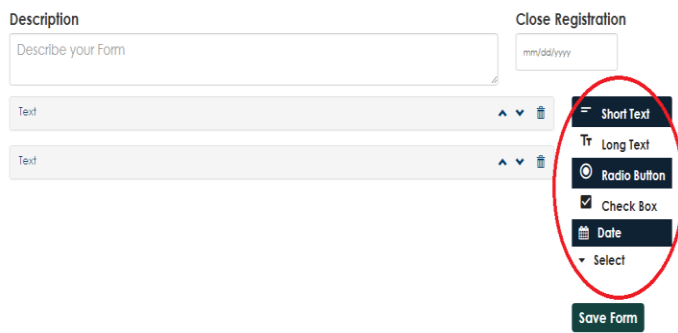 Description
Close Registration
Describe your Form
mm/dd/yyyy
Text
Text
Short Text
Tт Long Text
Radio Button
Check Box
Date
Select
Save Form